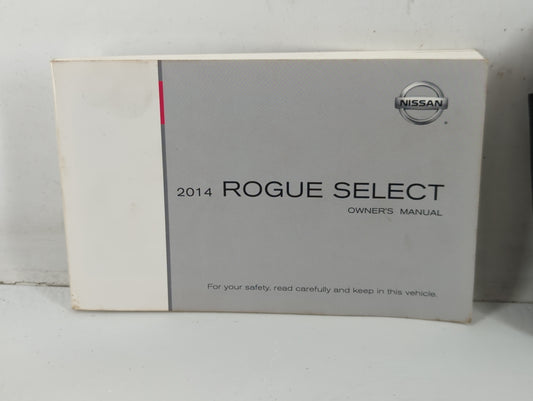 NISSAN
2014 ROGUE SELECT
OWNER'S MANUAL
For your safety, read carefully and keep in this vehicle.